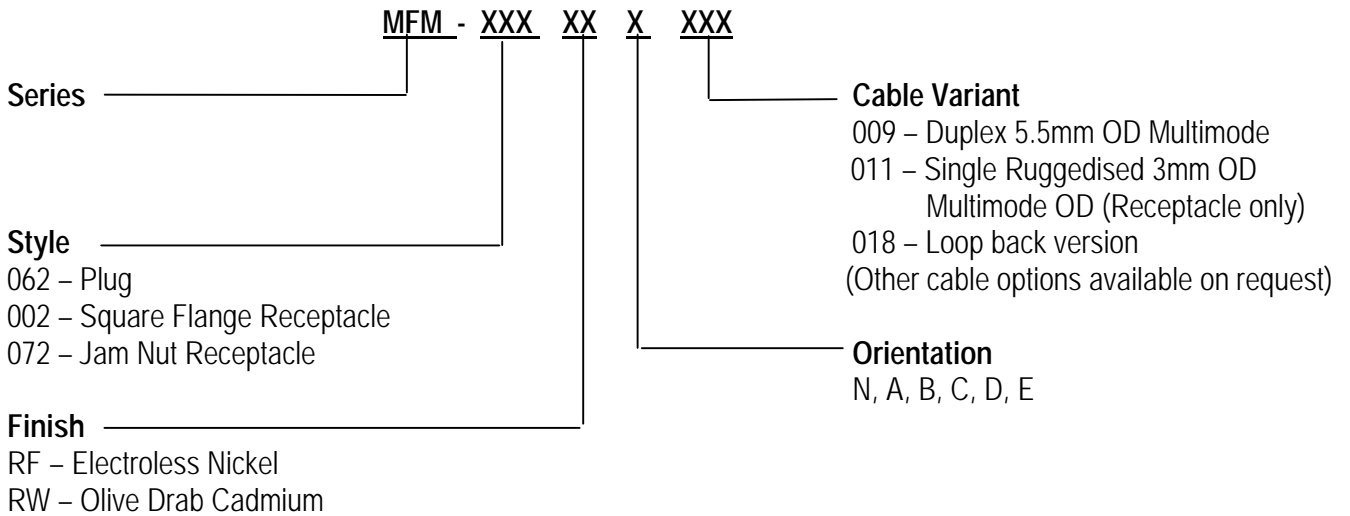 MFM - XXX XX X XXX
Series
Style
062 – Plug
002 – Square Flange Receptacle
072 – Jam Nut Receptacle
Finish
RF – Electroless Nickel
RW – Olive Drab Cadmium
Cable Variant
009 – Duplex 5.5mm OD Multimode
011 – Single Ruggedised 3mm OD
Multimode OD (Receptacle only)
018 – Loop back version
(Other cable options available on request)
Orientation
N, A, B, C, D, E